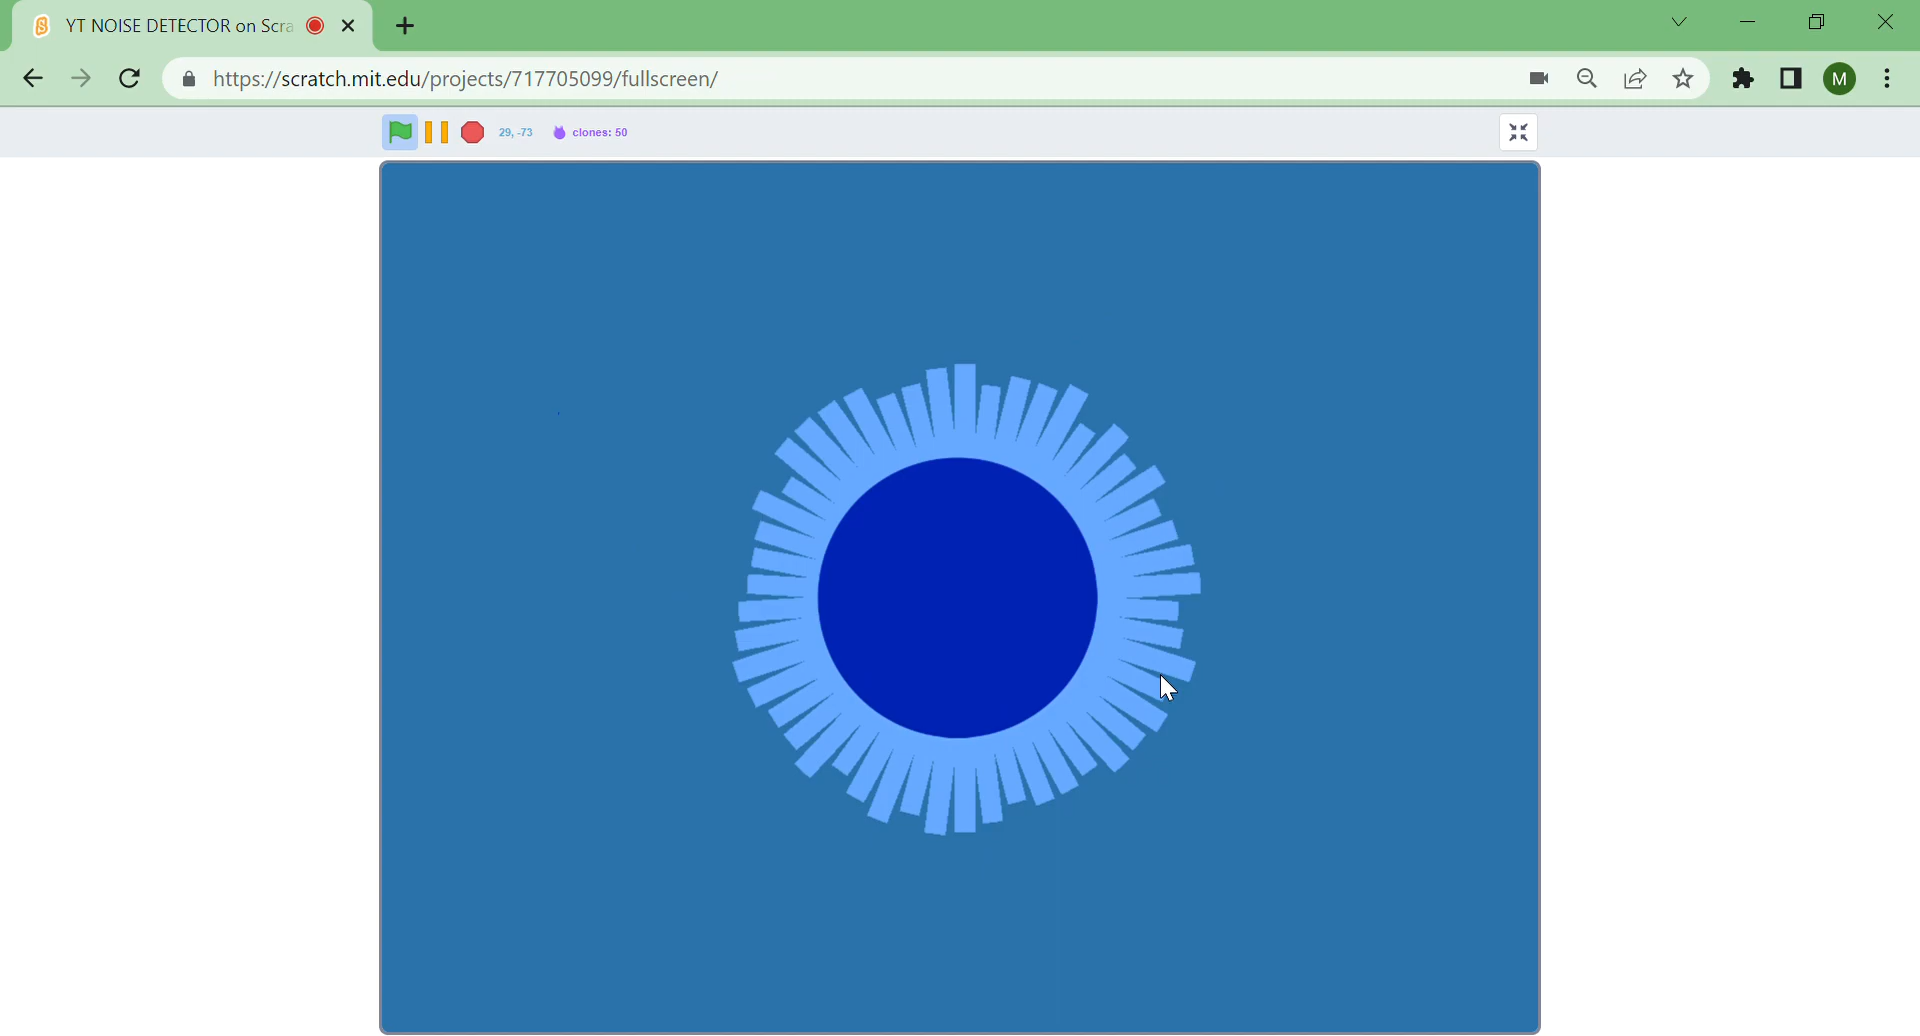 YT NOISE DETECTOR on Scra
https://scratch.mit.edu/projects/717705099/fullscreen/
M
29, -73 clones: 50